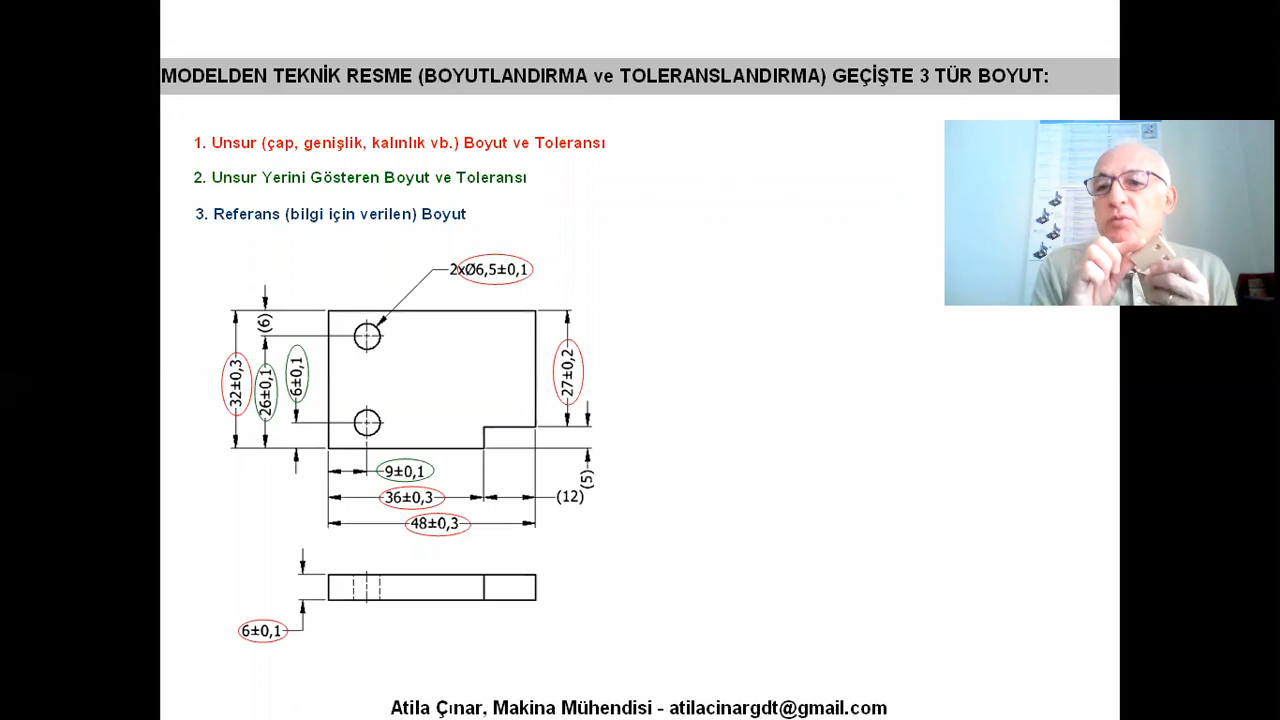 MODELDEN TEKNİK RESME (BOYUTLANDIRMA ve TOLERANSLANDIRMA) GEÇİŞTE 3 TÜR BOYUT:
1. Unsur (çap, genişlik, kalınlık vb.) Boyut ve Toleransı
2. Unsur Yerini Gösteren Boyut ve Toleransı
3. Referans (bilgi için verilen) Boyut
2xØ6,5±0,1
(6)
32±0,3
26±0,1
6±0,1
27±0,2
9±0,1
(5)
36±0,3
(12)
48±0,3
6±0,1
Atila Çınar, Makina Mühendisi - atilacinargdt@gmail.com